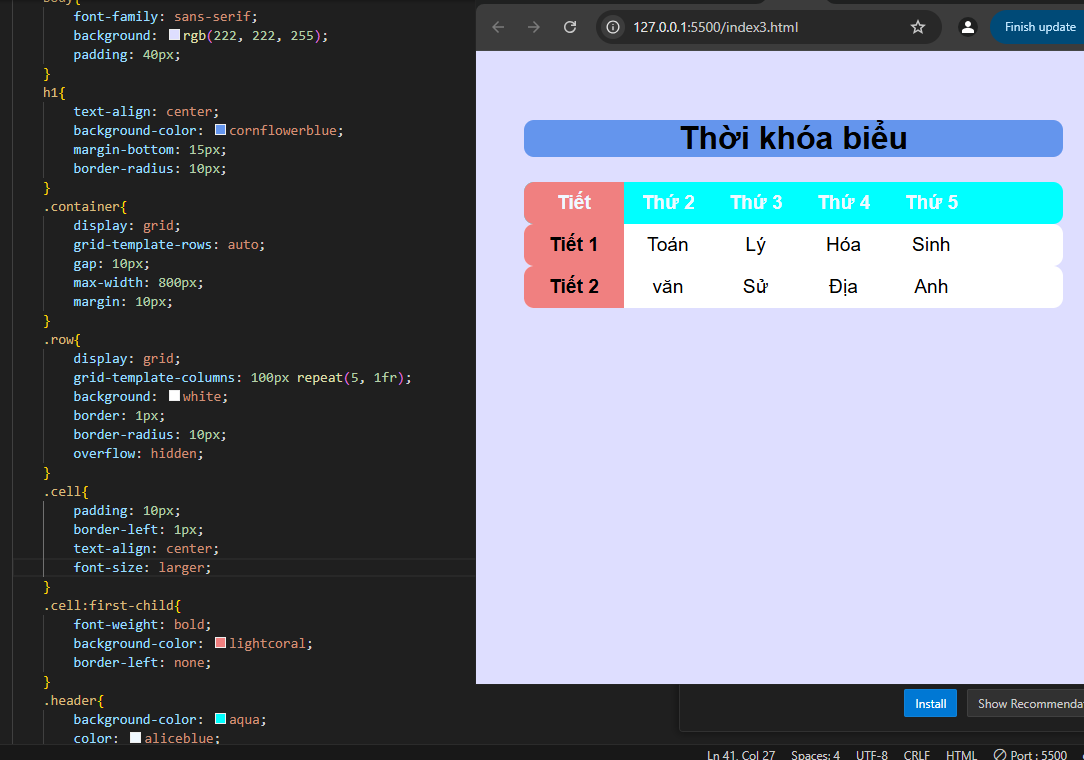 body{
font-family: sans-serif;
background: rgb(222, 222, 255);
padding: 40px;
}
h1{
text-align: center;
background-color: cornflowerblue;
margin-bottom: 15px;
border-radius: 10px;
}
.container{
display: grid;
grid-template-rows: auto;
gap: 10px;
max-width: 800px;
margin: 10px;
}
.row{
display: grid;
grid-template-columns: 100px repeat(5, 1fr);
background: white;
border: 1px;
border-radius: 10px;
overflow: hidden;
}
.cell{
padding: 10px;
border-left: 1px;
text-align: center;
font-size: larger;
}
.cell:first-child{
font-weight: bold;
background-color: lightcoral;
border-left: none;
}
.header{
background-color: aqua;
color: aliceblue;
127.0.0.1:5500/index3.html
Finish update
Thời khóa biểu
Tiết Thứ 2 Thứ 3 Thứ 4 Thứ 5
Tiết 1 Toán Lý Hóa Sinh
Tiết 2 văn Sử Địa Anh
Install Show Recommenda
Ln 41, Col 27 Spaces: 4 UTF-8 CRLF HTML Port : 5500